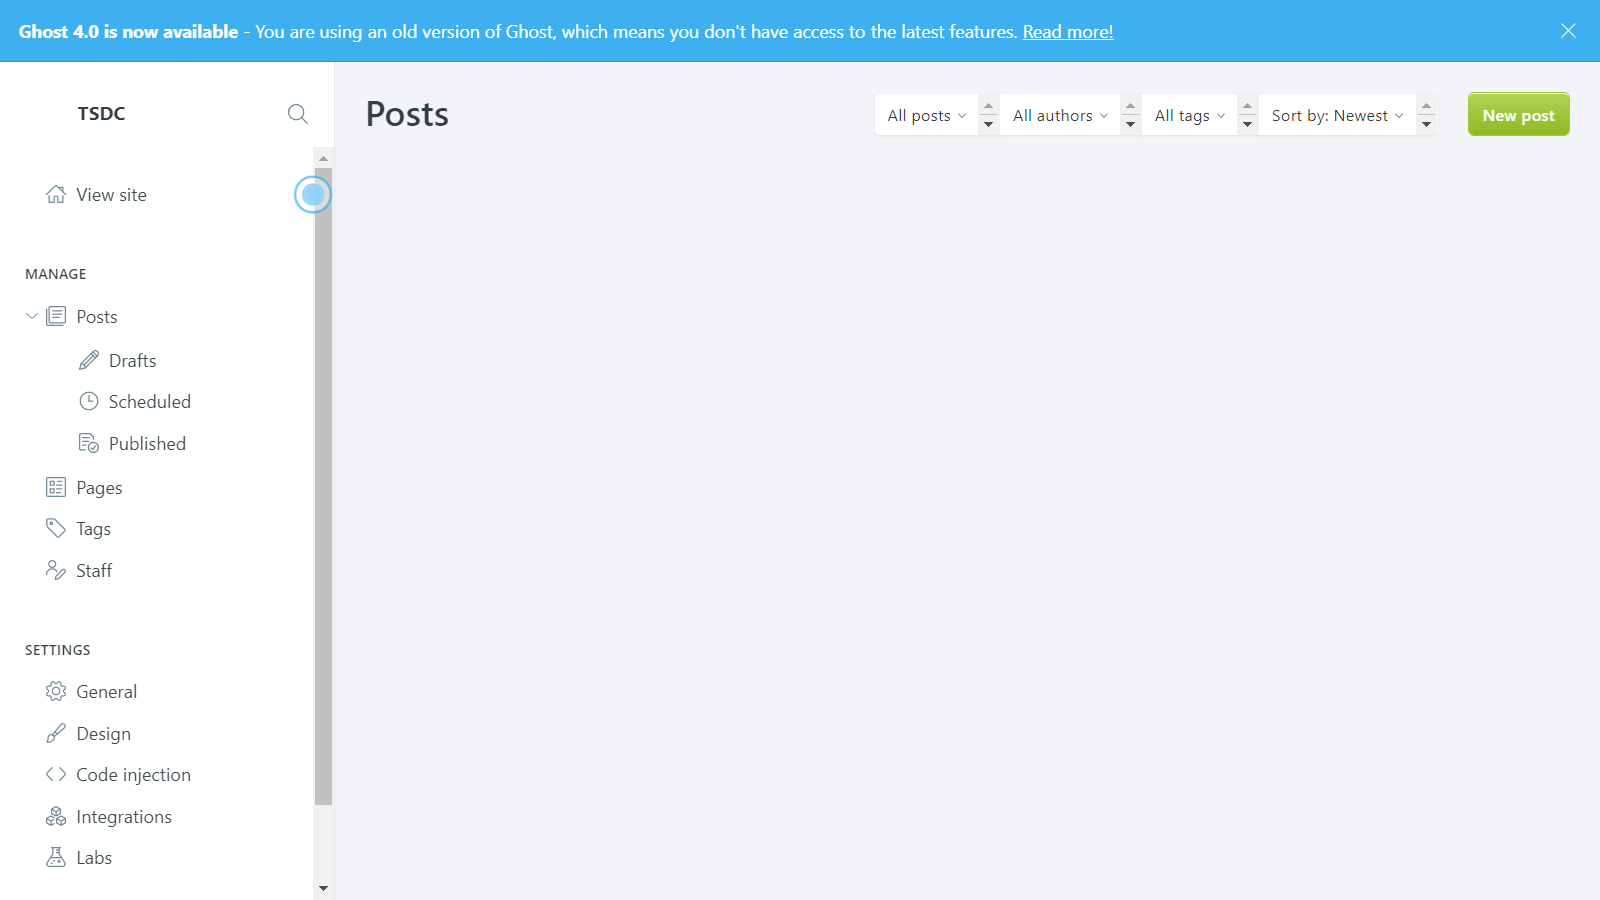 Ghost 4.0 is now available - You are using an old version of Ghost, which means you don't have access to the latest features. Read more!
TSDC
Posts
All posts
All authors
All tags
Sort by: Newest
New post
View site
MANAGE
Posts
Drafts
Scheduled
Published
Pages
Tags
Staff
SETTINGS
General
Design
Code injection
Integrations
Labs